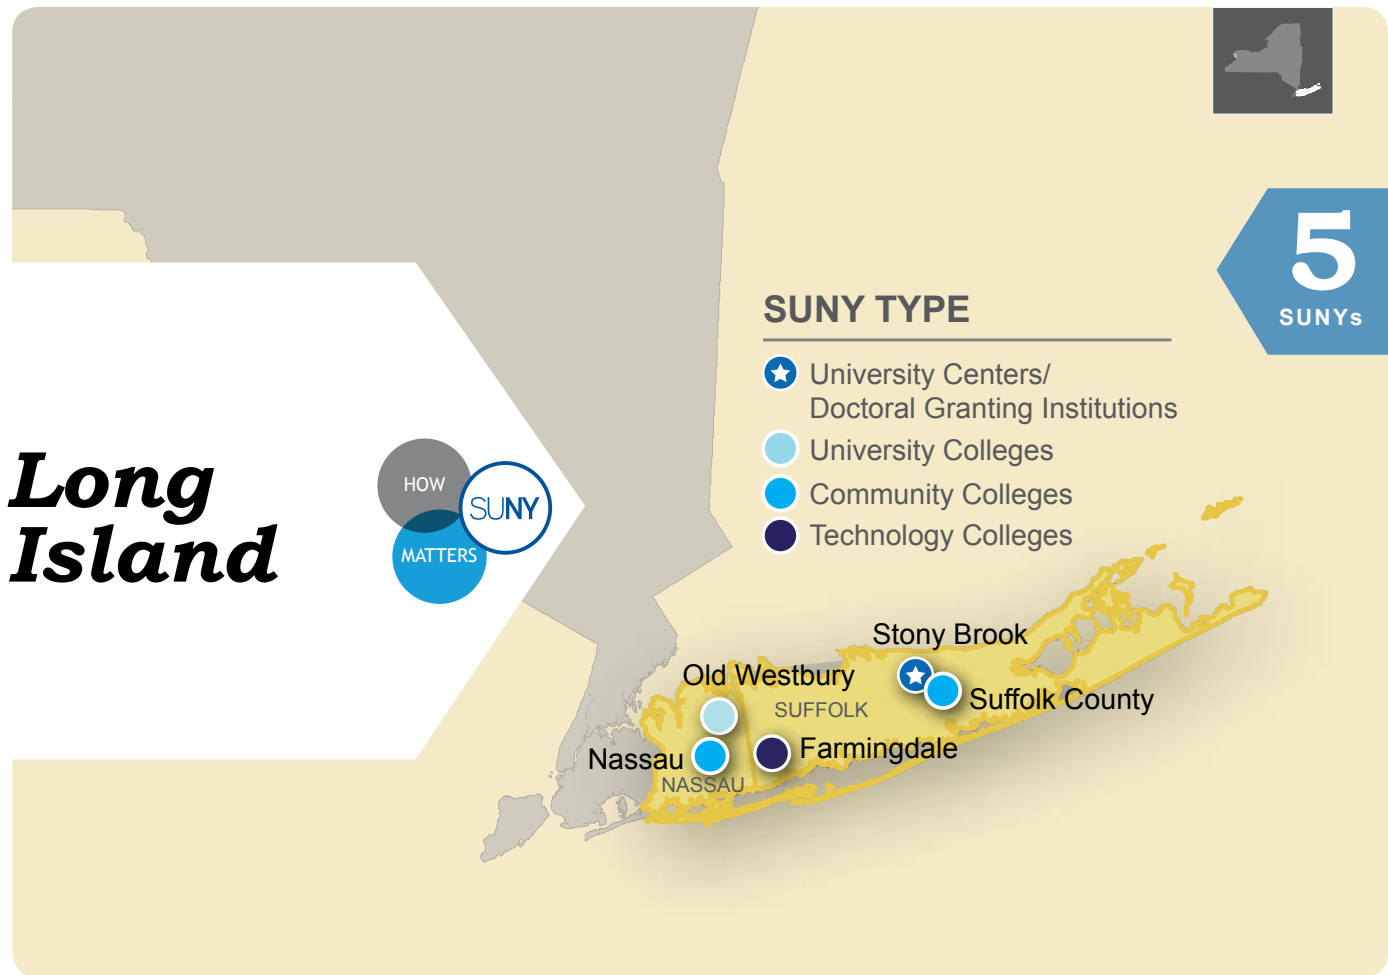 5
SUNYs
SUNY TYPE
University Centers/
Doctoral Granting Institutions
University Colleges
Community Colleges
Technology Colleges
Long
Island
HOW
SUNY
MATTERS
Stony Brook
Old Westbury
Suffolk County
SUFFOLK
Farmingdale
Nassau
NASSAU